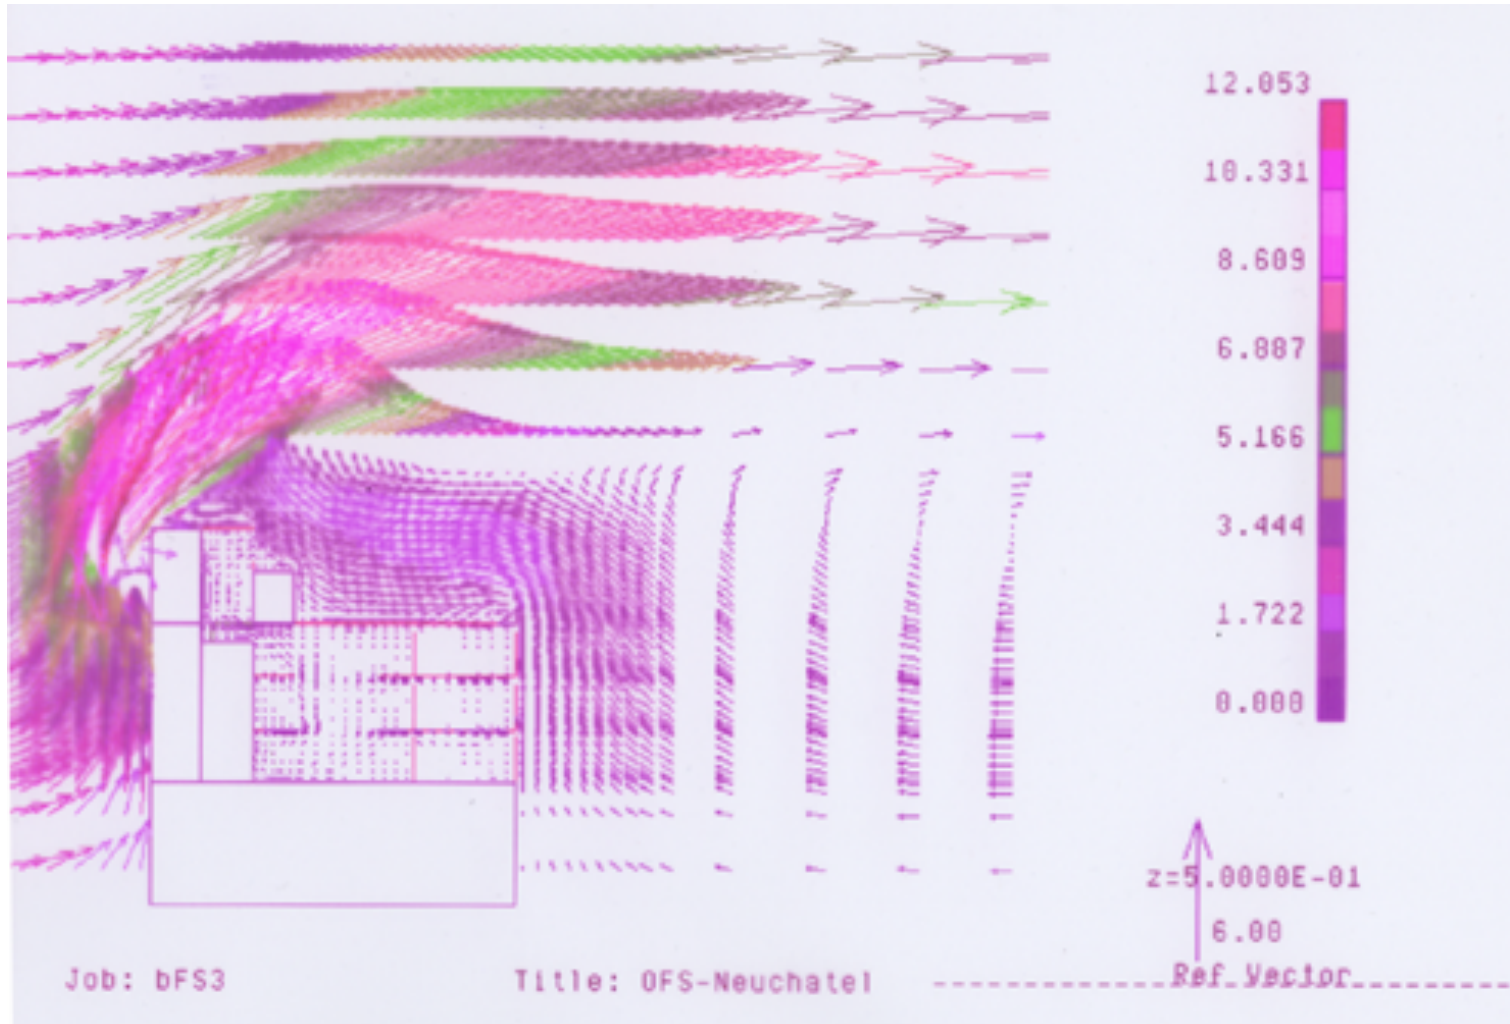 12.053
10.331
8.609
6.887
5.166
3.444
1.722
0.000
z=5.0000E-01
6.00
Job: bFS3
Title: OFS-Neuchatel
Ref Vector